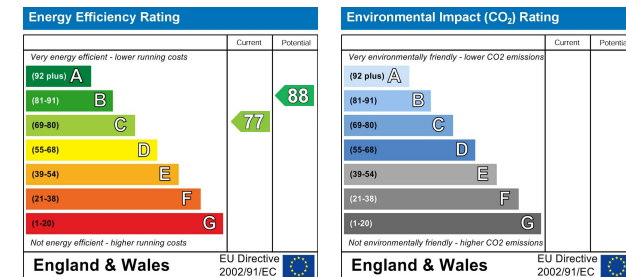 Energy Efficiency Rating
Current Potential
Very energy efficient - lower running costs
(92 plus) A
(81-91) B
88
(69-80) C
77
(55-68) D
(39-54) E
(21-38) F
(1-20) G
Not energy efficient - higher running costs
England & Wales
EU Directive
2002/91/EC
Environmental Impact (CO₂) Rating
Current Potential
Very environmentally friendly - lower CO2 emissions
(92 plus) A
(81-91) B
(69-80) C
(55-68) D
(39-54) E
(21-38) F
(1-20) G
Not environmentally friendly - higher CO2 emissions
England & Wales
EU Directive
2002/91/EC